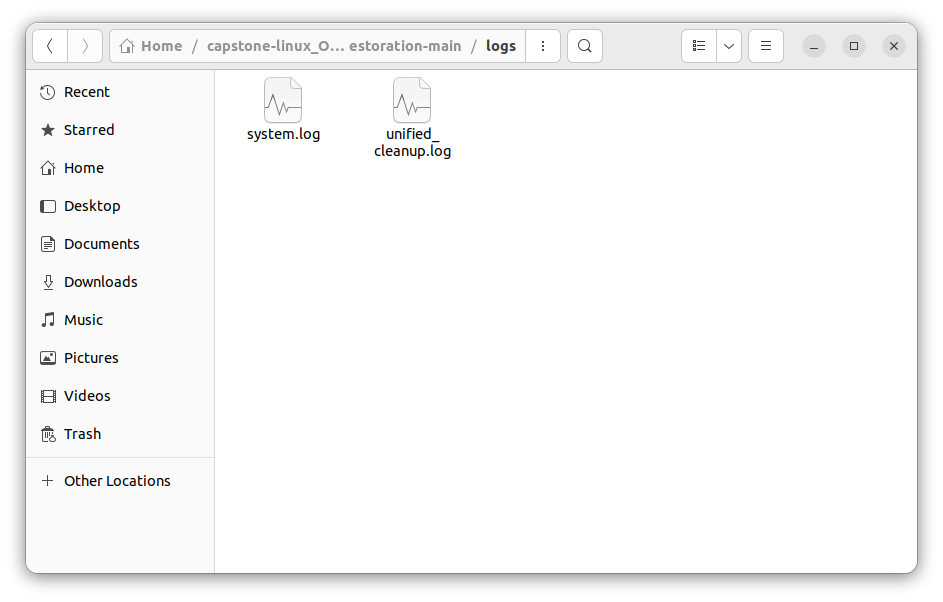 Home / capstone-linux_O... estoration-main / logs
Recent
Starred
Home
Desktop
Documents
Downloads
Music
Pictures
Videos
Trash
Other Locations
system.log
unified_
cleanup.log